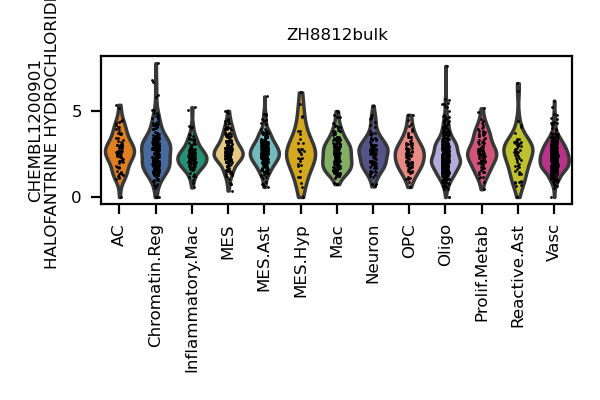 ZH8812bulk
CHEMBL1200901
HALOFANTRINE HYDROCHLORIDE
5
0
AC
Chromatin.Reg
Inflammatory.Mac
MES
MES.Ast
MES.Hyp
Mac
Neuron
OPC
Oligo
Prolif.Metab
Reactive.Ast
Vasc